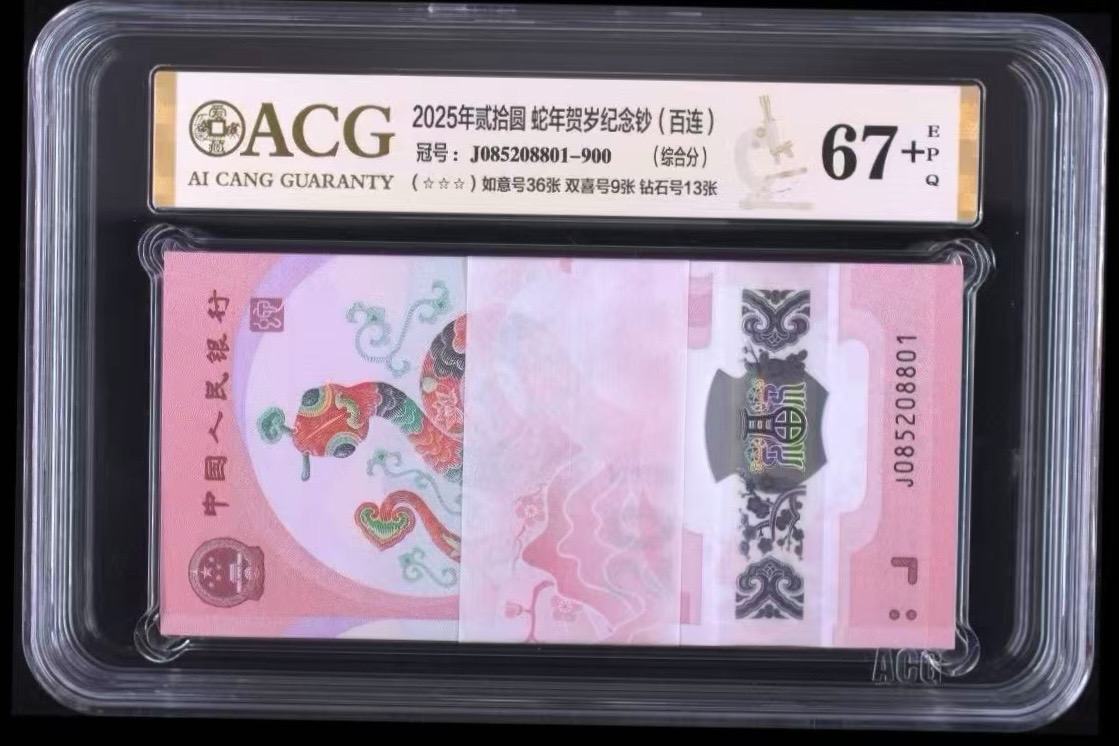 ACG
AI CANG GUARANTY
2025年贰拾圆 蛇年贺岁纪念钞(百连)
冠号: J085208801-900 (综合分)
(☆☆☆) 如意号36张 双喜号9张 钻石号13张
67+
EPQ
中国人民银行
福
J085208801
ACG